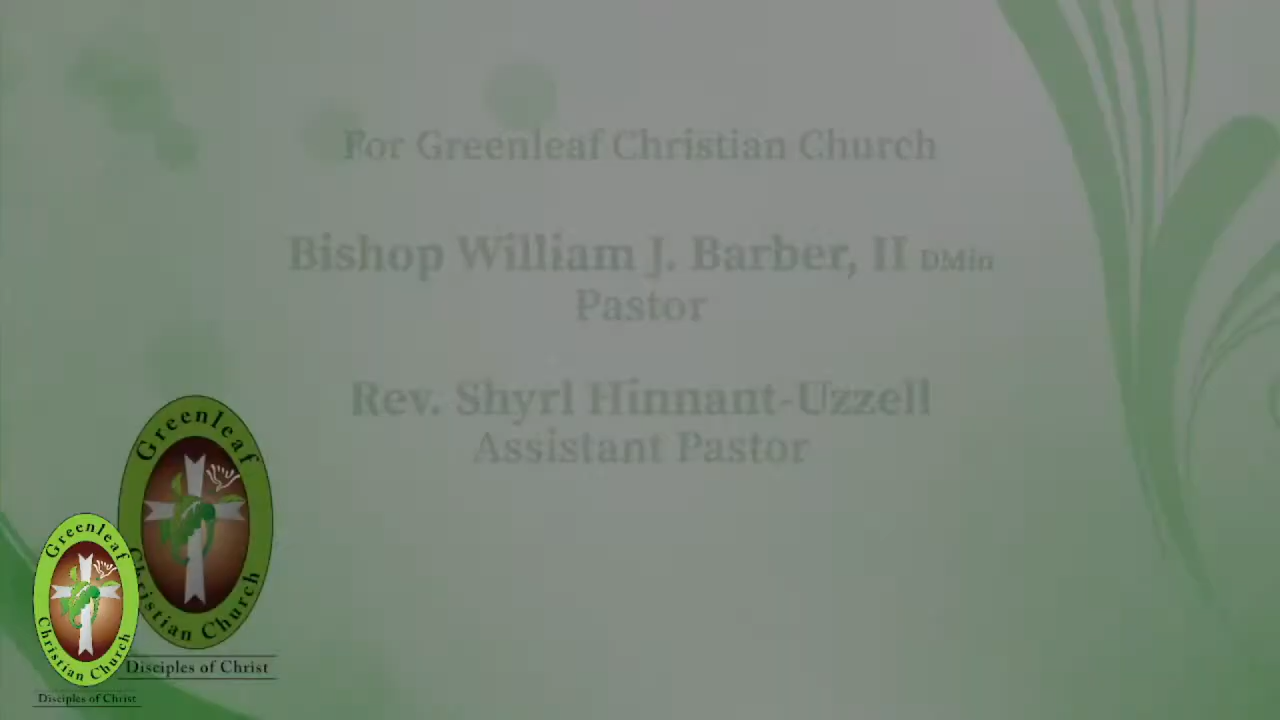 For Greenleaf Christian Church
Bishop William J. Barber, II DMin
Pastor
Rev. Shyrl Hinnant-Uzzell
Assistant Pastor
Greenleaf
Christian Church
Disciples of Christ
Greenleaf
Christian Church
Disciples of Christ